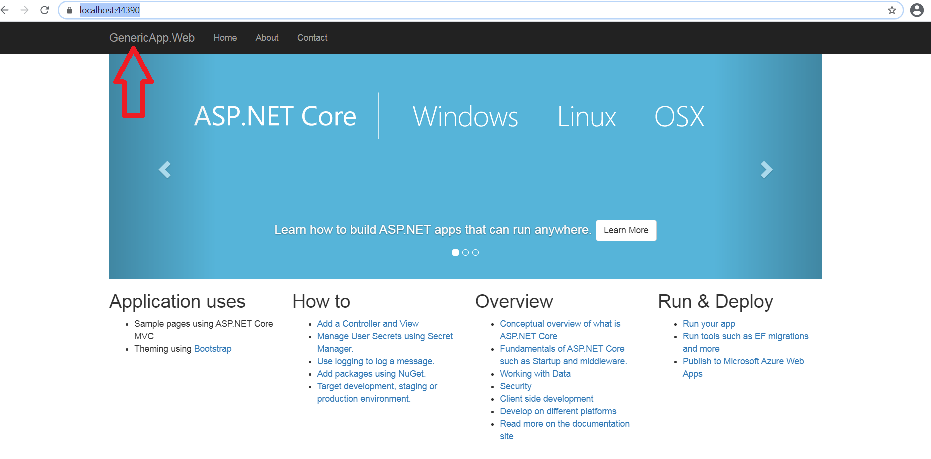 localhost:44390
GenericApp.Web Home About Contact
ASP.NET Core Windows Linux OSX
Learn how to build ASP.NET apps that can run anywhere. Learn More
Application uses
Sample pages using ASP.NET Core
MVC
Theming using Bootstrap
How to
Add a Controller and View
Manage User Secrets using Secret
Manager.
Use logging to log a message.
Add packages using NuGet.
Target development, staging or
production environment.
Overview
Conceptual overview of what is
ASP.NET Core
Fundamentals of ASP.NET Core
such as Startup and middleware.
Working with Data
Security
Client side development
Develop on different platforms
Read more on the documentation
site
Run & Deploy
Run your app
Run tools such as EF migrations
and more
Publish to Microsoft Azure Web
Apps